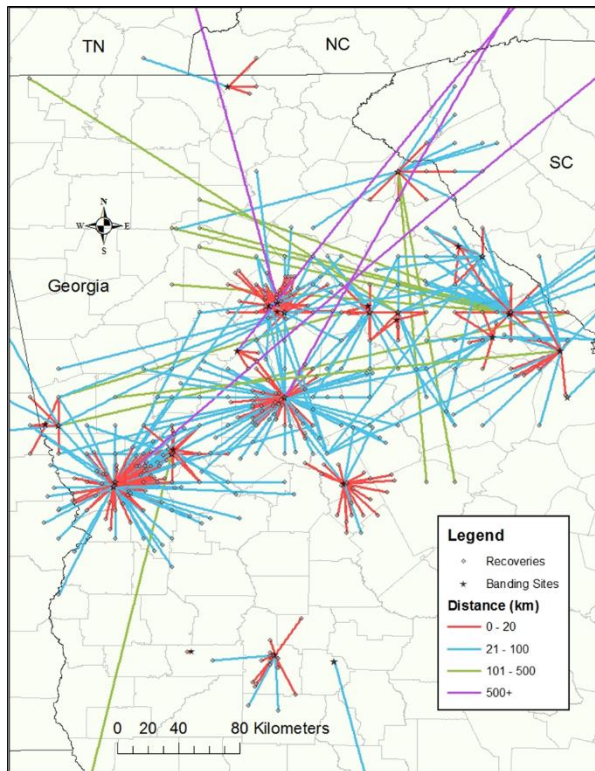 TN
NC
SC
N
W E
S
Georgia
Legend
Recoveries
Banding Sites
Distance (km)
0 - 20
21 - 100
101 - 500
500+
0 20 40 80 Kilometers